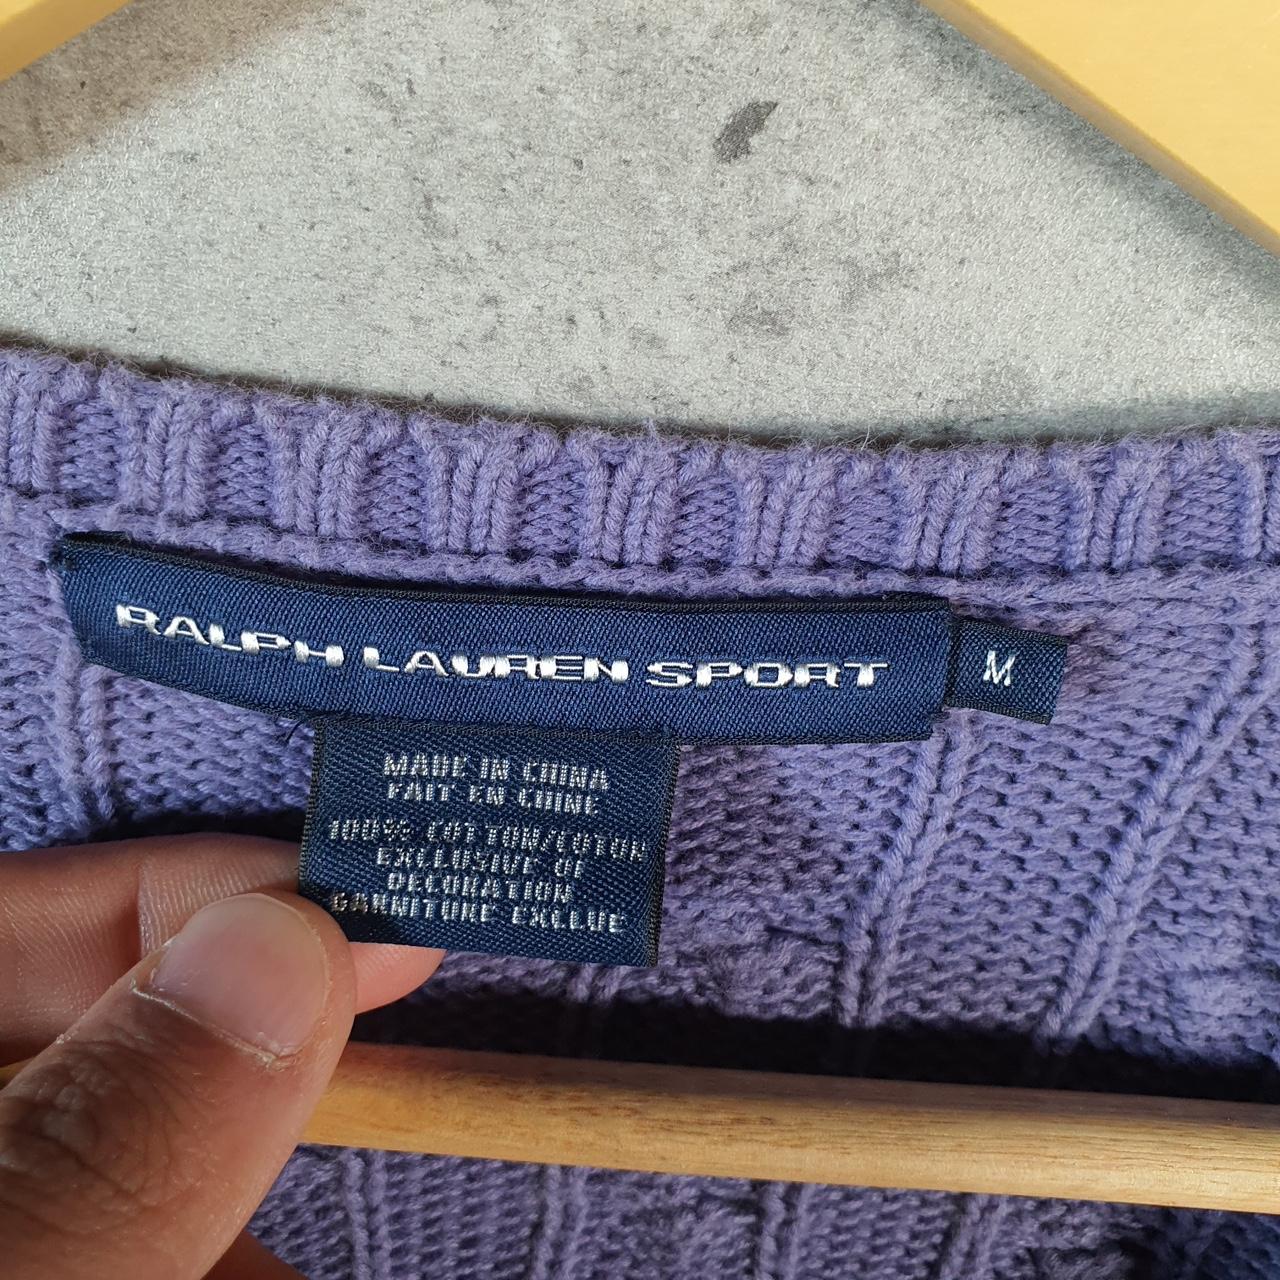 RALPH LAUREN SPORT
M
MADE IN CHINA
FAIT EN CHINE
100% COTTON/COTON
EXCLUSIVE OF
DECORATION
GARNITURE EXCLUE